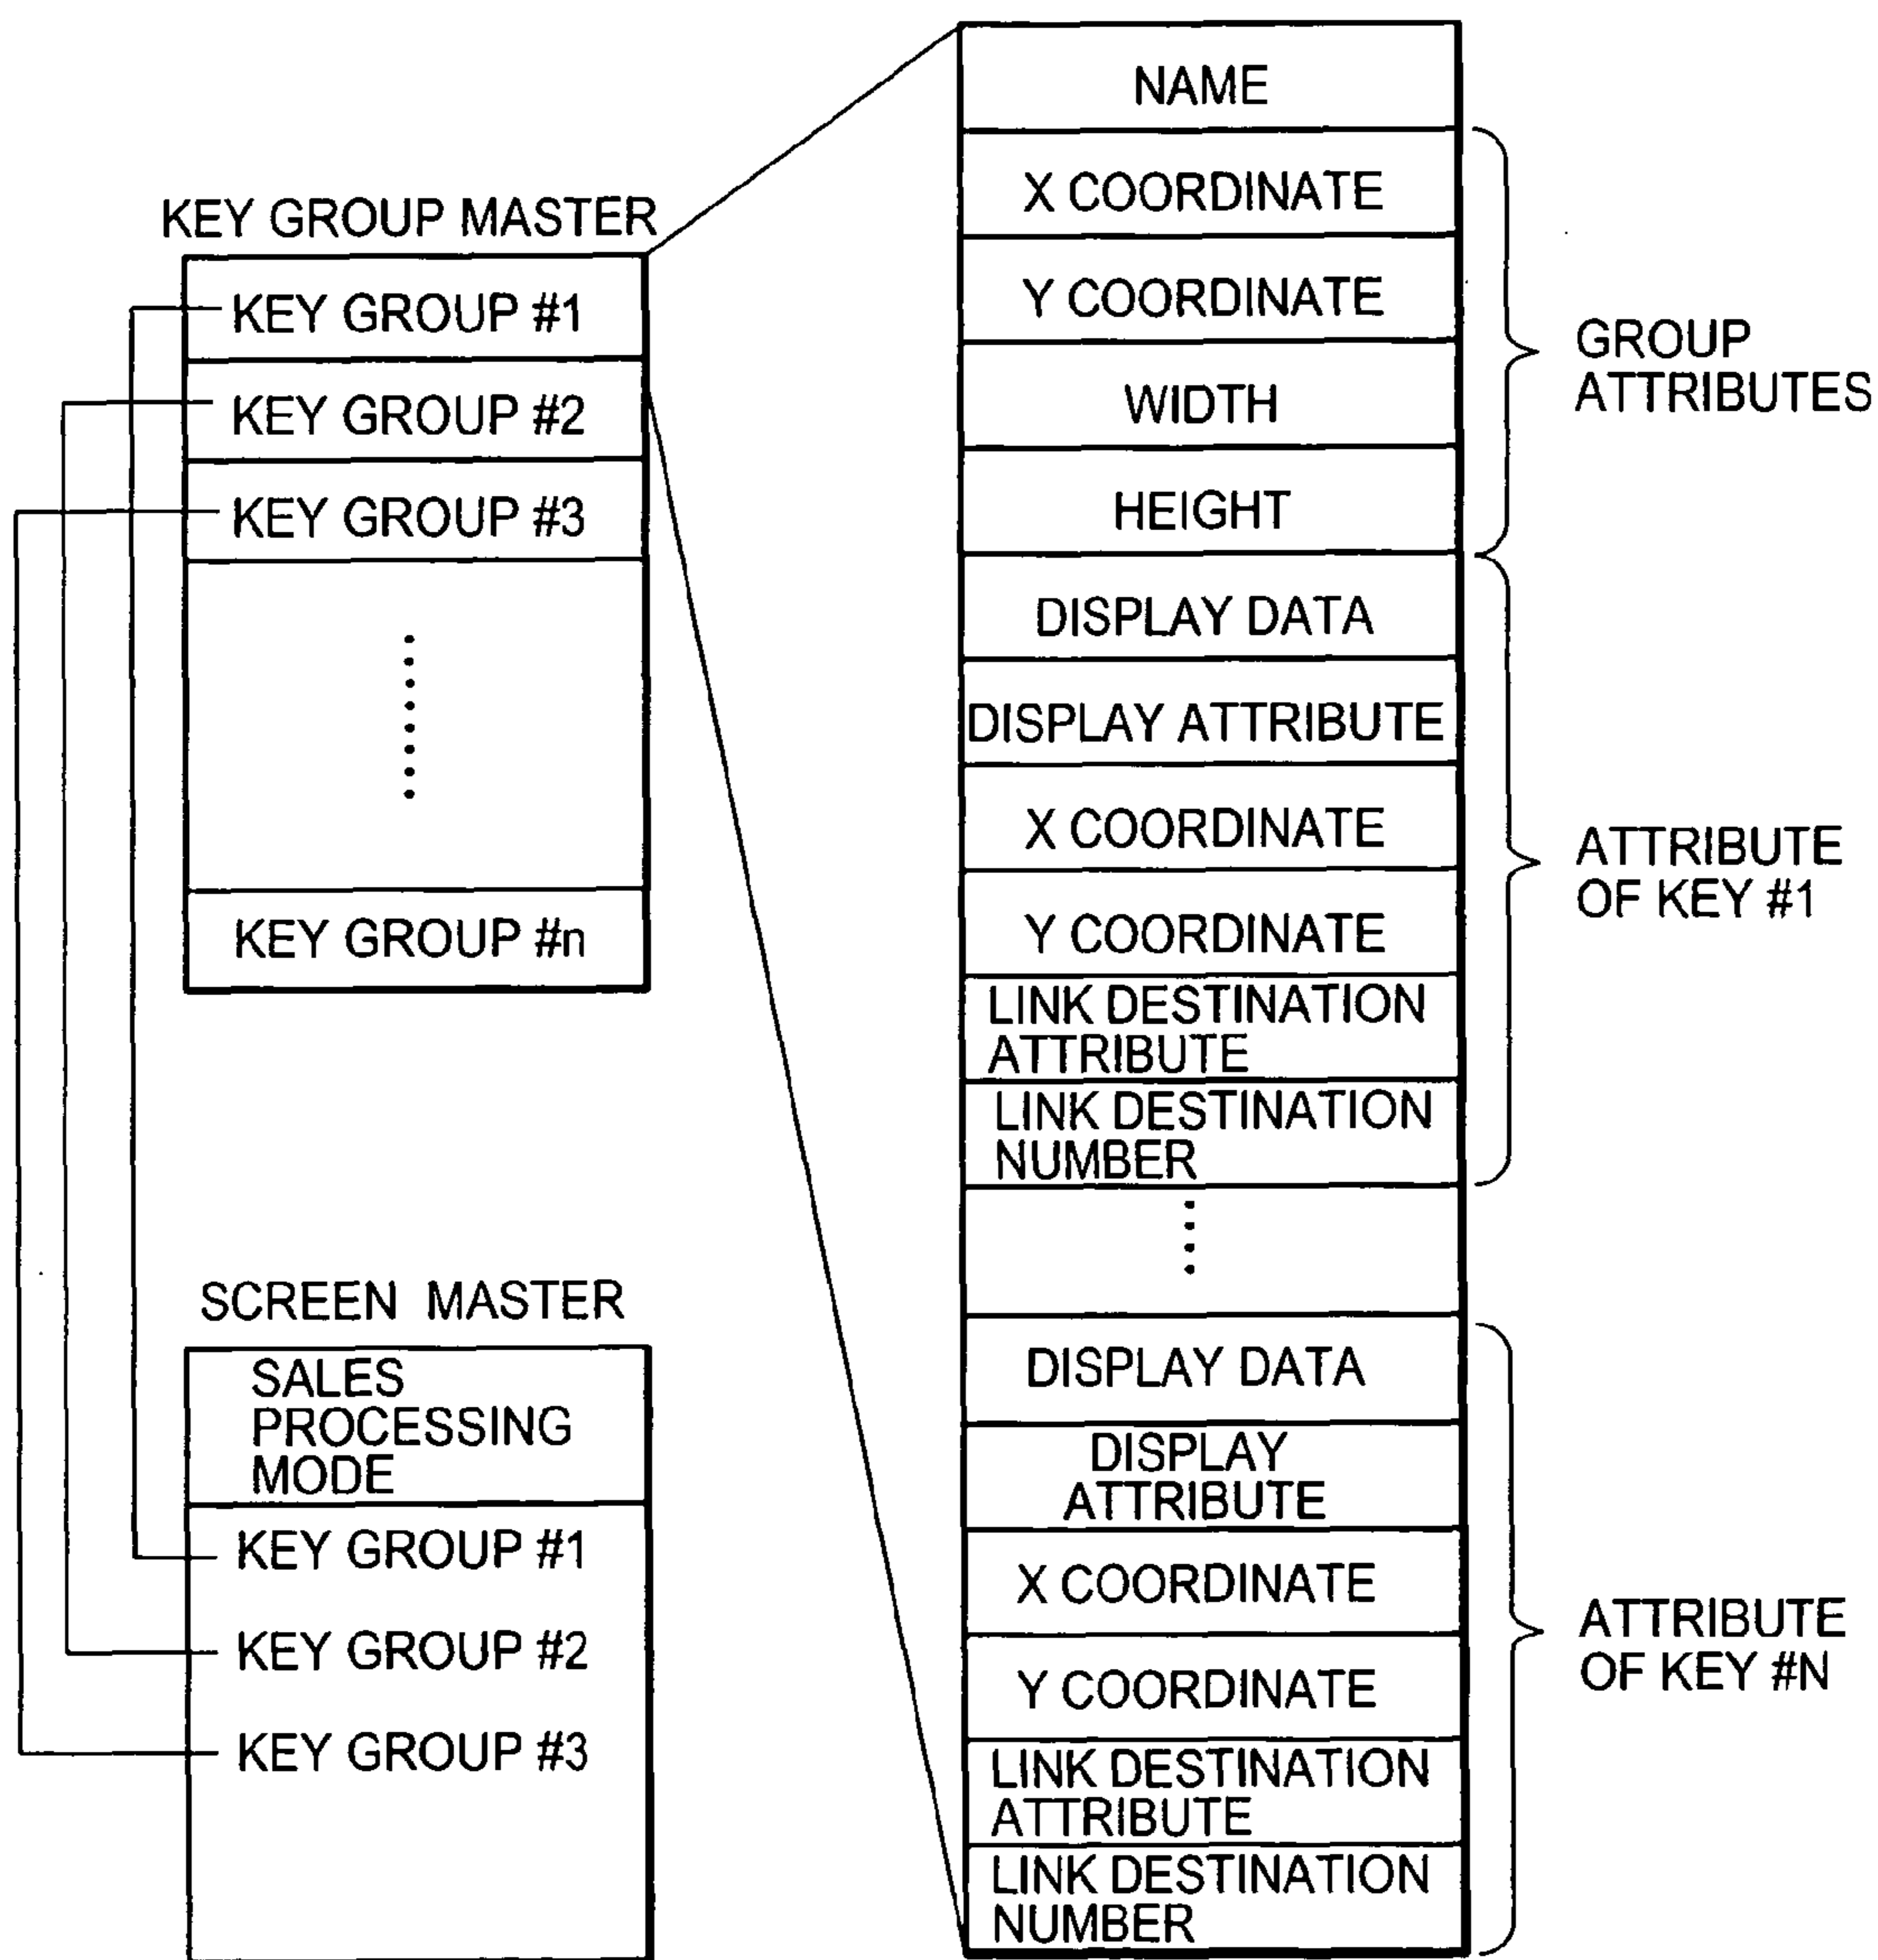 KEY GROUP MASTER
KEY GROUP #1
KEY GROUP #2
KEY GROUP #3
KEY GROUP #n
SCREEN MASTER
SALES
PROCESSING
MODE
KEY GROUP #1
KEY GROUP #2
KEY GROUP #3
NAME
X COORDINATE
Y COORDINATE
WIDTH
HEIGHT
GROUP
ATTRIBUTES
DISPLAY DATA
DISPLAY ATTRIBUTE
X COORDINATE
Y COORDINATE
LINK DESTINATION
ATTRIBUTE
LINK DESTINATION
NUMBER
ATTRIBUTE
OF KEY #1
DISPLAY DATA
DISPLAY
ATTRIBUTE
X COORDINATE
Y COORDINATE
LINK DESTINATION
ATTRIBUTE
LINK DESTINATION
NUMBER
ATTRIBUTE
OF KEY #N